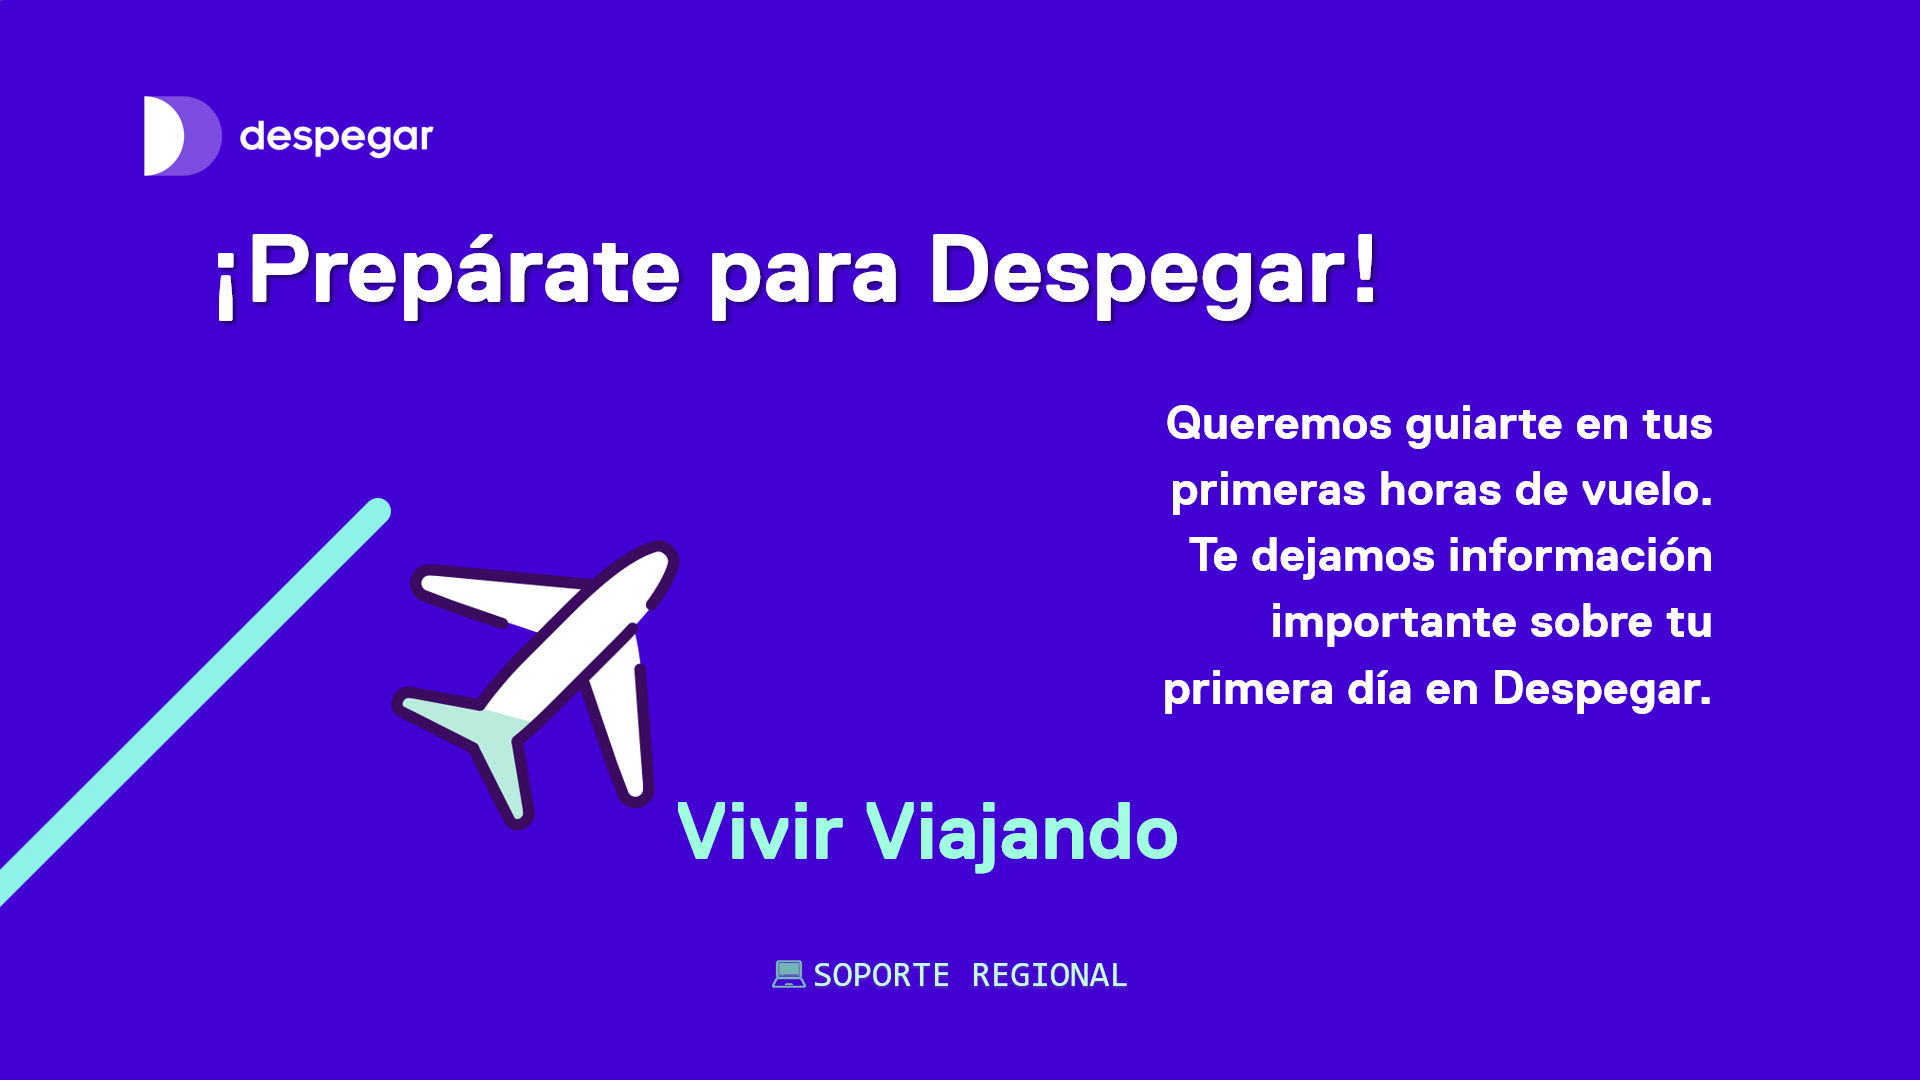 despegar
¡Prepárate para Despegar!
Queremos guiarte en tus
primeras horas de vuelo.
Te dejamos información
importante sobre tu
primera día en Despegar.
Vivir Viajando
SOPORTE REGIONAL